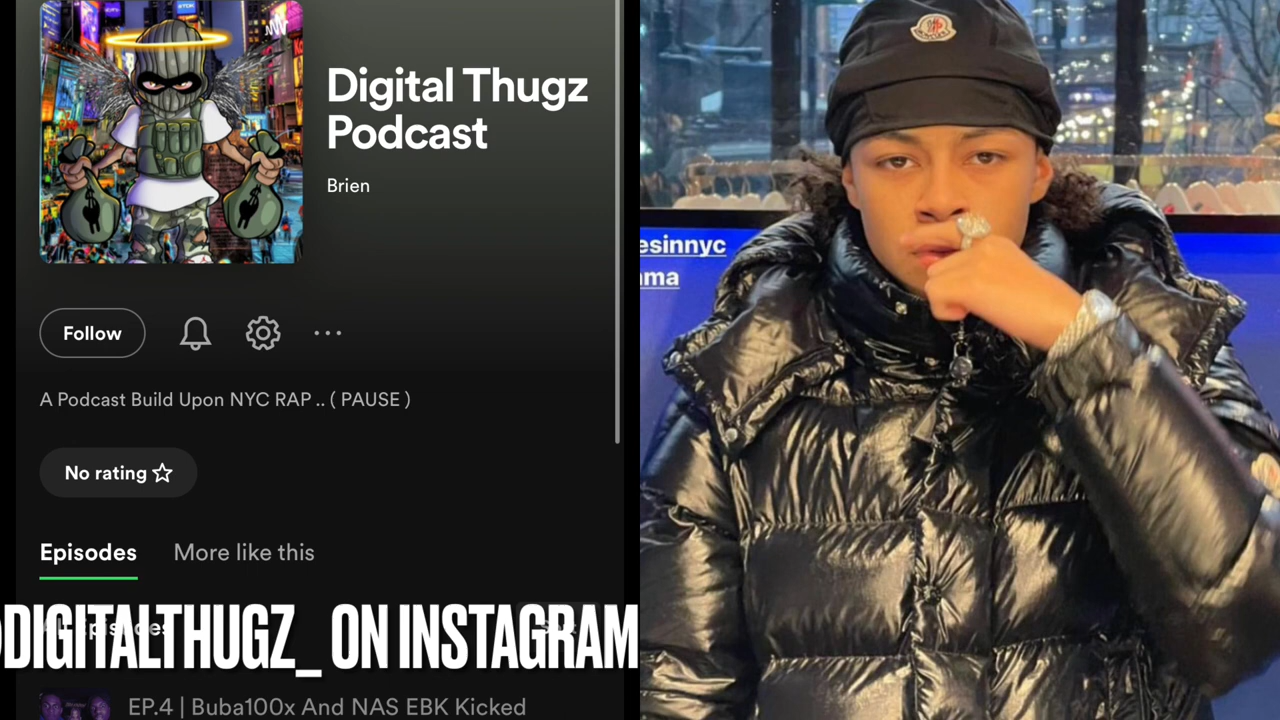 Digital Thugz
Podcast
Brien
Follow
A Podcast Build Upon NYC RAP .. ( PAUSE )
No rating
Episodes
More like this
DIGITALTHUGZ_ ON INSTAGRAM
EP.4 | Buba100x And NAS EBK Kicked
esinnyc
ma